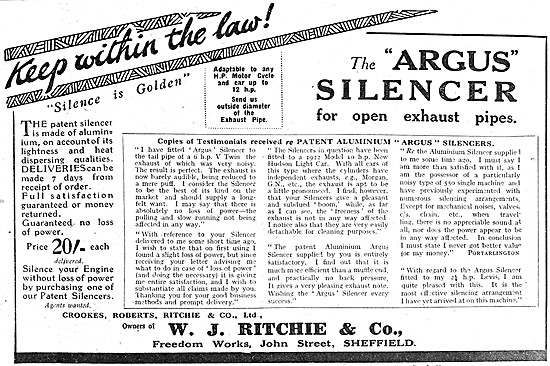 Keep within the law!
"Silence is Golden"
Adaptable to any
H.P. Motor Cycle
and car up to
12 h.p.
Send us
outside diameter
of the
Exhaust Pipe.
The "ARGUS"
SILENCER
for open exhaust pipes.
THE patent silencer
is made of alumin-
ium, on account of its
lightness and heat
dispersing qualities.
DELIVERIES can be
made 7 days from
receipt of order.
Full satisfaction
guaranteed or money
returned.
Guaranteed no loss
of power.
Price 20/- each
delivered.
Silence your Engine
without loss of power
by purchasing one of
our Patent Silencers.
Agents wanted.
Copies of Testimonials received re PATENT ALUMINIUM "ARGUS" SILENCERS.
"I have fitted 'Argus' Silencer to
the tail pipe of a 6 h.p. V Twin the
exhaust of which was very noisy.
The result is perfect. The exhaust is
now barely audible, being reduced to
a mere puff. I consider the Silencer
to be the best of its kind on the
market and should supply a long-
felt want. I may say that there is
absolutely no loss of power—the
pulling and slow running not being
affected in any way."
"With reference to your Silencer
delivered to me some short time ago,
I wish to state that on first using I
found a slight loss of power, but since
receiving your letter advising me
what to do in case of 'loss of power'
(and doing the necessary) it is giving
me entire satisfaction, and I wish to
substantiate all claims made by you.
Thanking you for your good business
methods and prompt delivery."
"The Silencers in question have been
fitted to a 1922 Model 10 h.p. New
Hudson Light Car. With all cars of
this type where the cylinders have
independent exhausts, e.g., Morgan,
G.N., etc., the exhaust is apt to be
a little pronounced. I find, however,
that your Silencers give a pleasant
and subdued "boom," while, as far
as I can see, the 'freeness' of the
exhaust is not in any way affected.
I notice also that they are very easily
detachable for cleaning purposes."
"The patent Aluminium Argus
Silencer supplied by you is entirely
satisfactory. I find out that it is
much more efficient than a muffle end,
and practically no back pressure.
It gives a very pleasing exhaust note.
Wishing the 'Argus' Silencer every
success."
"Re the Aluminium Silencer supplied
to me some time ago. I must say I
am more than satisfied with it, as I
am the possessor of a particularly
noisy type of 350 single machine and
have previously experimented with
numerous silencing arrangements.
Except for mechanical noises, valves,
c/s, chain, etc., when travel-
ling, there is no appreciable sound at
all, nor does the power appear to be
in any way affected. In conclusion
I must state I never got better value
for my money." PORTARLINGTON
"With regard to the Argus Silencer
fitted to my 2¾ h.p. Lewis, I am
quite pleased with this. It is the
most effective silencing arrangement
I have yet arrived at on this machine."
CROOKES, ROBERTS, RITCHIE & CO., Ltd.,
Owners of
W. J. RITCHIE & Co.,
Freedom Works, John Street, SHEFFIELD.